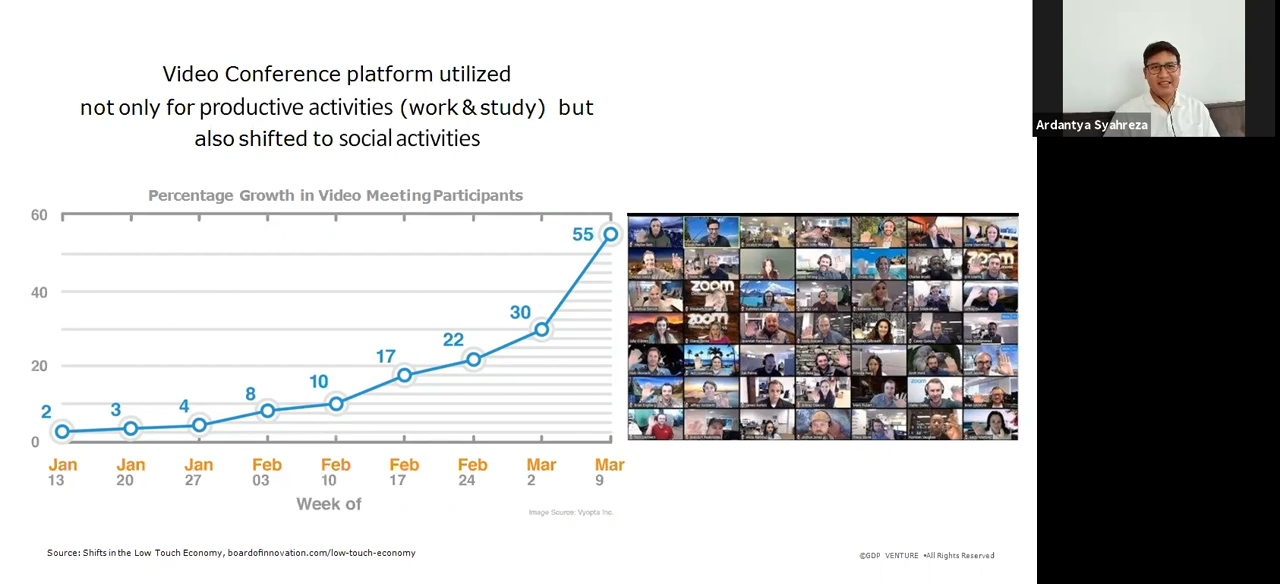 Video Conference platform utilized
not only for productive activities (work & study) but
also shifted to social activities
Ardantya Syahreza
Percentage Growth in Video Meeting Participants
60
40
20
0
2
3
4
8
10
17
22
30
55
Jan Jan Jan Feb Feb Feb Feb Mar Mar
13 20 27 03 10 17 24 2 9
Week of
Image Source: Vyopta Inc.
zoom
zoom
zoom
zoom
Source: Shifts in the Low Touch Economy, boardofinnovation.com/low-touch-economy
©GDP VENTURE •All Rights Reserved